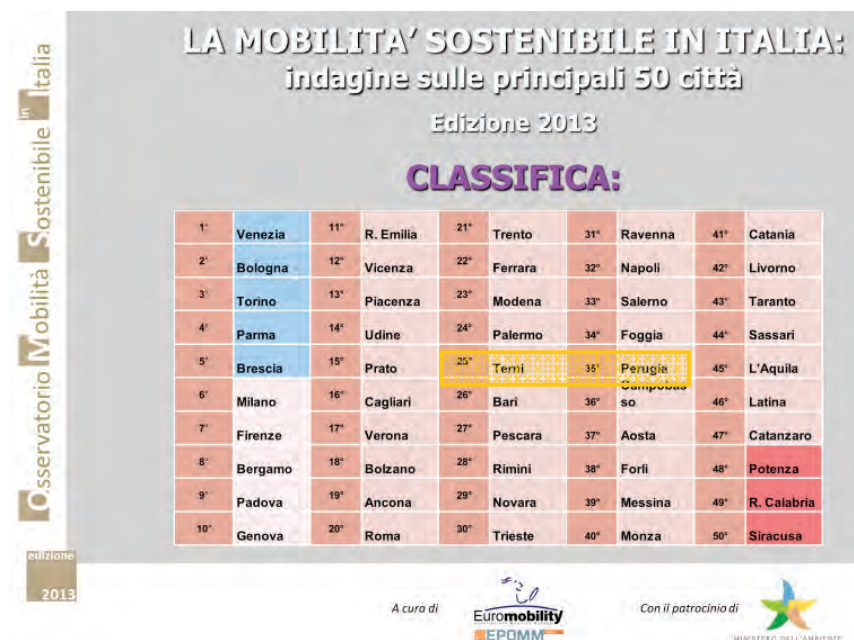 Osservatorio Mobilità Sostenibile in Italia
edizione
2013
LA MOBILITA’ SOSTENIBILE IN ITALIA:
indagine sulle principali 50 città
Edizione 2013
CLASSIFICA:
1° Venezia 11° R. Emilia 21° Trento 31° Ravenna 41° Catania
2° Bologna 12° Vicenza 22° Ferrara 32° Napoli 42° Livorno
3° Torino 13° Piacenza 23° Modena 33° Salerno 43° Taranto
4° Parma 14° Udine 24° Palermo 34° Foggia 44° Sassari
5° Brescia 15° Prato 25° Terni 35° Perugia 45° L'Aquila
6° Milano 16° Cagliari 26° Bari 36° Campobasso 46° Latina
7° Firenze 17° Verona 27° Pescara 37° Aosta 47° Catanzaro
8° Bergamo 18° Bolzano 28° Rimini 38° Forlì 48° Potenza
9° Padova 19° Ancona 29° Novara 39° Messina 49° R. Calabria
10° Genova 20° Roma 30° Trieste 40° Monza 50° Siracusa
A cura di
Euromobility
EPOMM
Con il patrocinio di
MINISTERO DELL'AMBIENTE